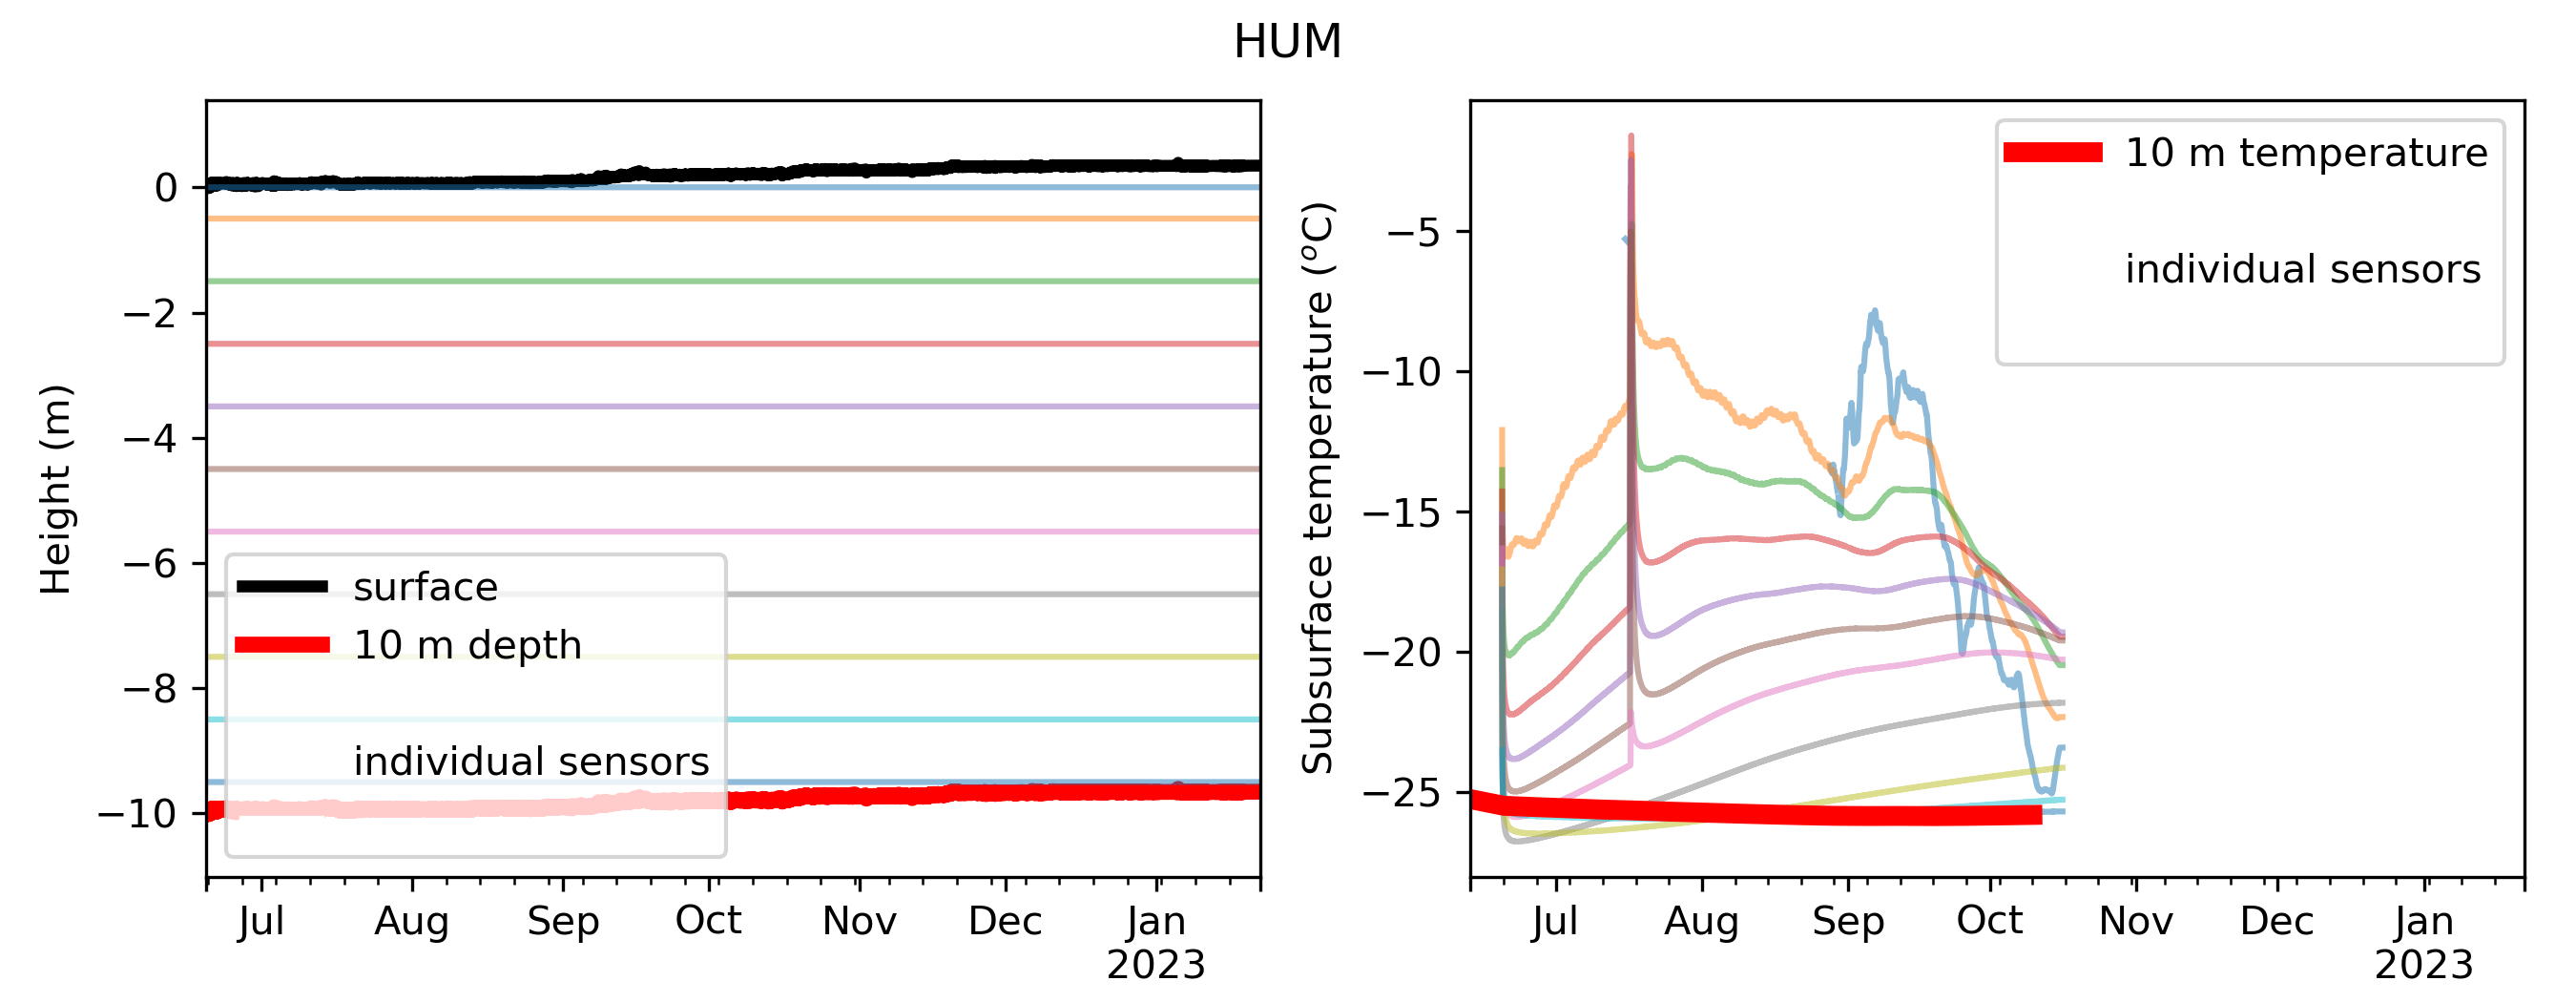 HUM
Height (m)
0
−2
−4
−6
−8
−10
surface
10 m depth
individual sensors
Jul Aug Sep Oct Nov Dec Jan
2023
Subsurface temperature (°C)
−5
−10
−15
−20
−25
10 m temperature
individual sensors
Jul Aug Sep Oct Nov Dec Jan
2023